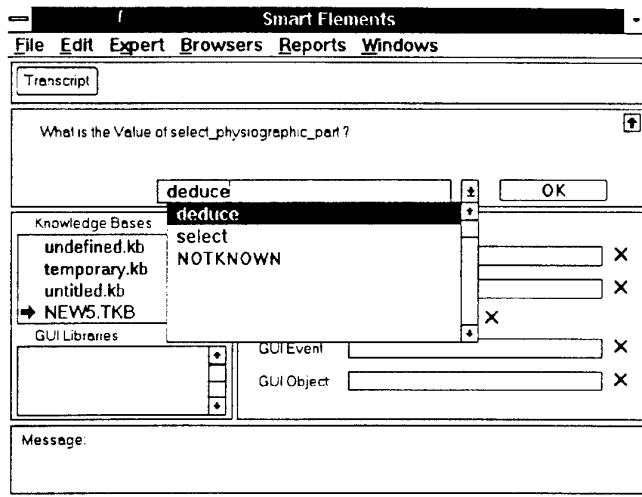 Smart Elements
File Edit Expert Browsers Reports Windows
Transcript
What is the Value of select_physiographic_part ?
deduce
OK
deduce
select
NOTKNOWN
Knowledge Bases
undefined.kb
temporary.kb
untitled.kb
NEW5.TKB
GUI Libraries
GUI Event
GUI Object
Message: